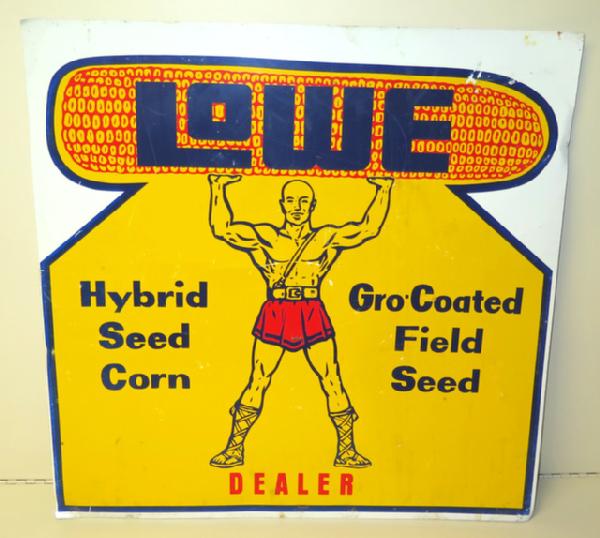 LOWE
Hybrid
Seed
Corn
Gro-Coated
Field
Seed
DEALER